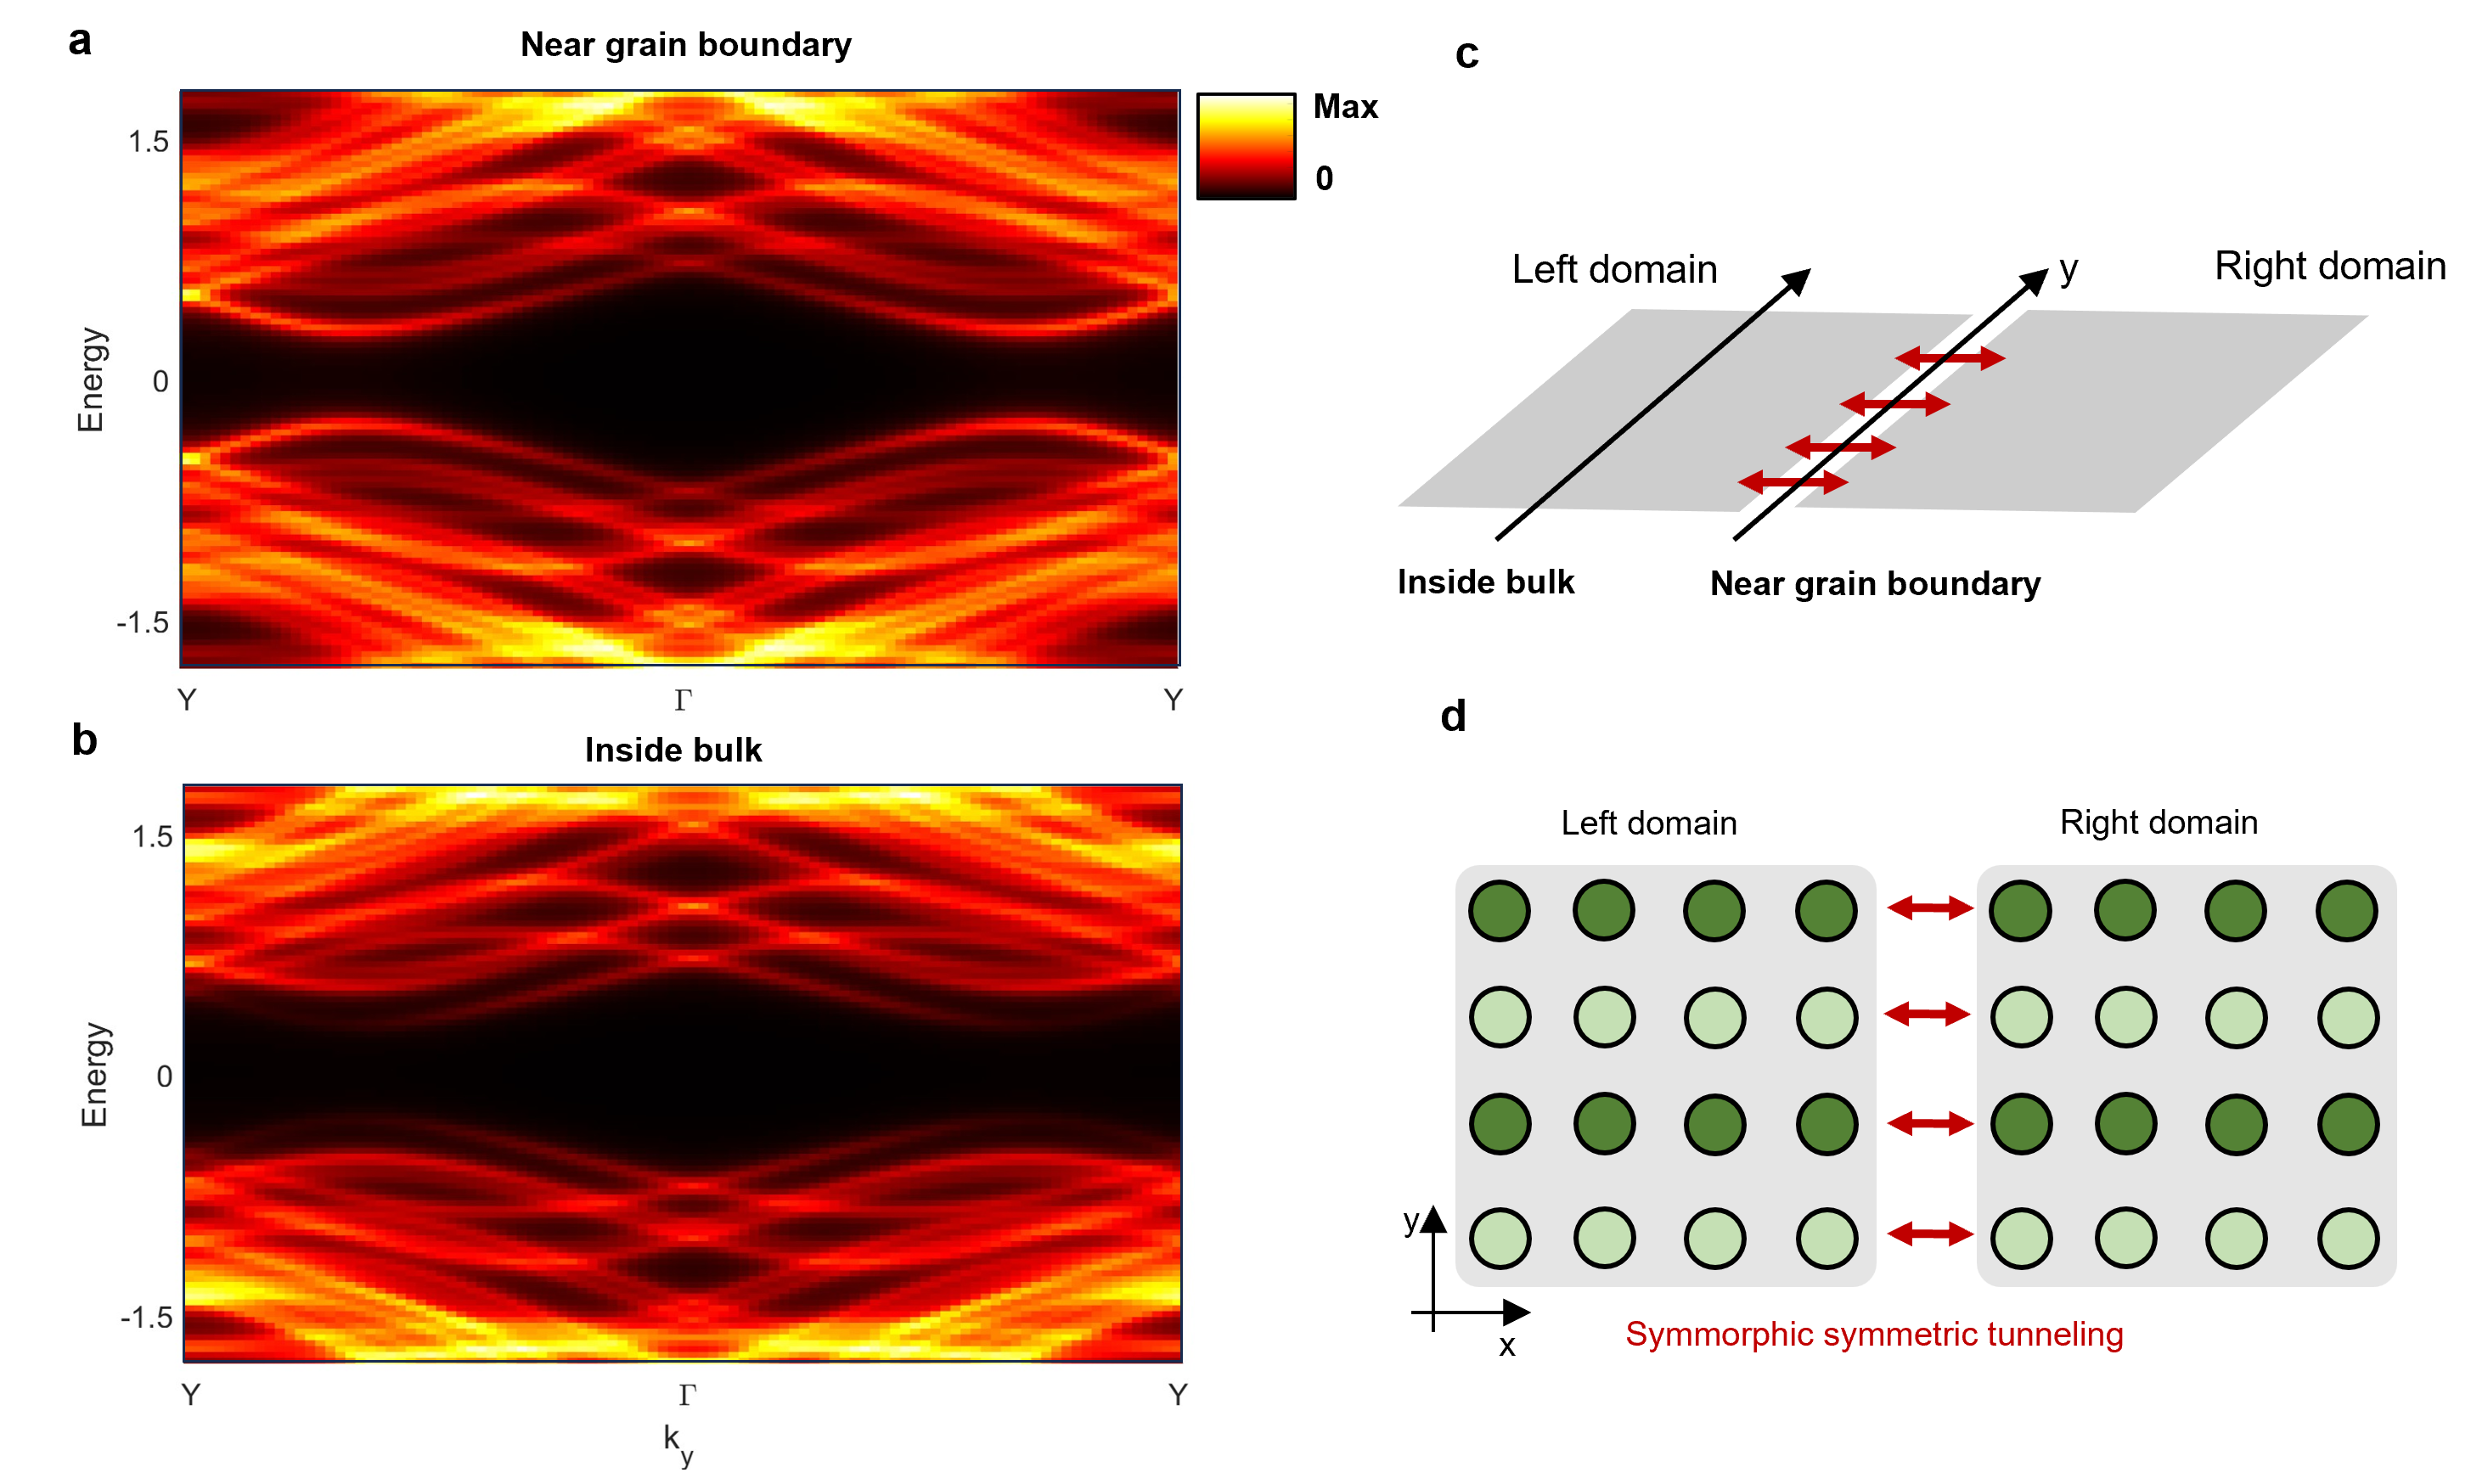 a
Near grain boundary
Max
0
1.5
0
-1.5
Energy
Y Γ Y
b
Inside bulk
1.5
0
-1.5
Energy
Y Γ Y
ky
c
Left domain
y
Right domain
Inside bulk
Near grain boundary
d
Left domain
Right domain
y
x
Symmorphic symmetric tunneling